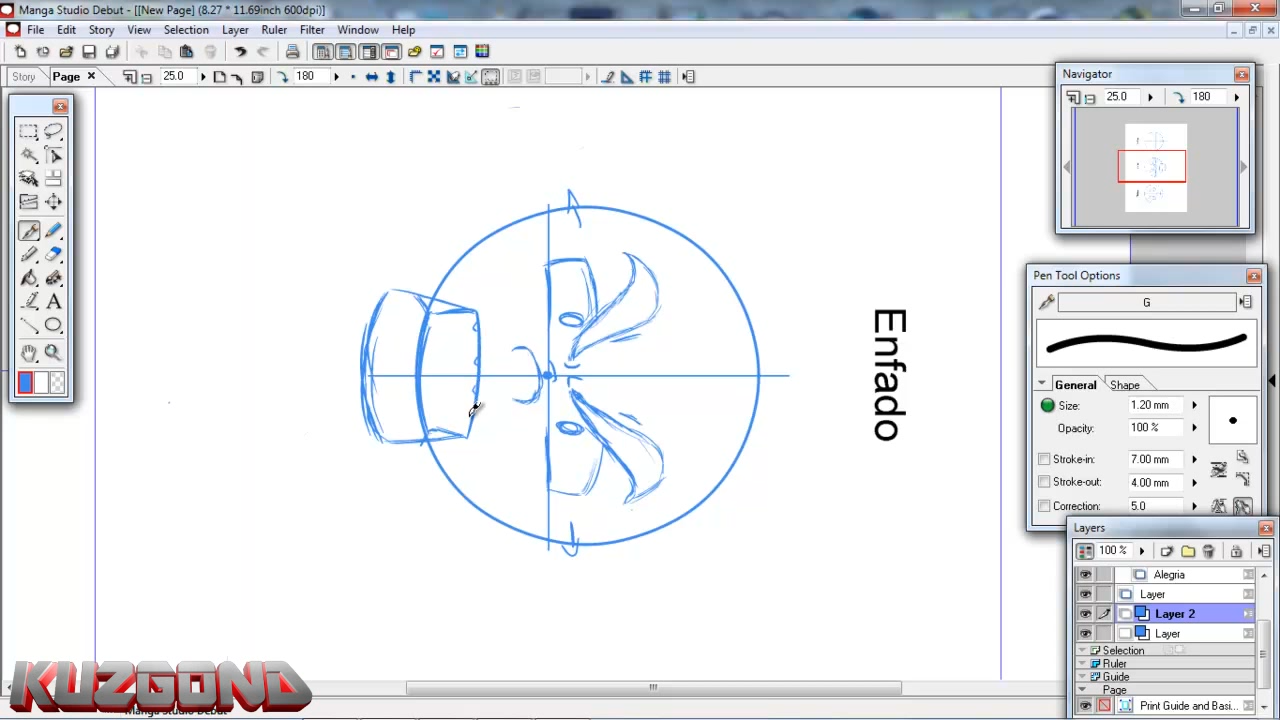 Manga Studio Debut - [[New Page] (8.27 * 11.69inch 600dpi)]
File Edit Story View Selection Layer Ruler Filter Window Help
Story Page 25.0 180
Navigator
25.0 180
Enfado
Pen Tool Options
G
General Shape
Size: 1.20 mm
Opacity: 100 %
Stroke-in: 7.00 mm
Stroke-out: 4.00 mm
Correction: 5.0
Layers
100 %
Alegria
Layer
Layer 2
Layer
Selection
Ruler
Guide
Page
Print Guide and Basi...
KUZGOND
Manga Studio Debut